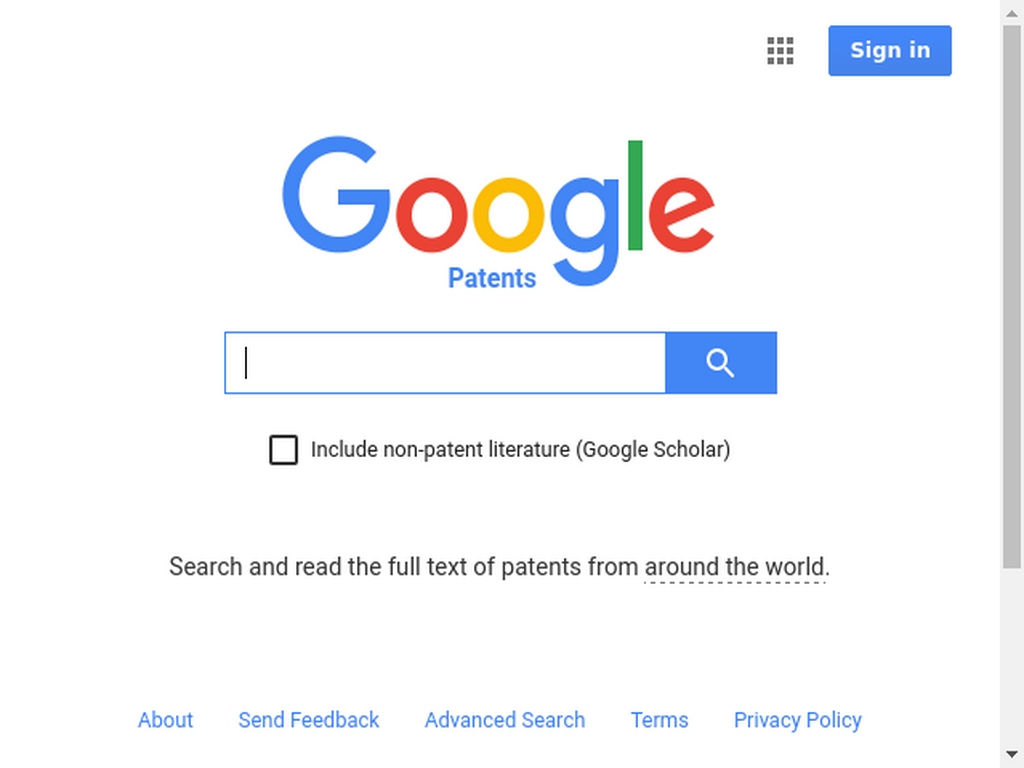 Sign in
Google
Patents
Include non-patent literature (Google Scholar)
Search and read the full text of patents from around the world.
About Send Feedback Advanced Search Terms Privacy Policy